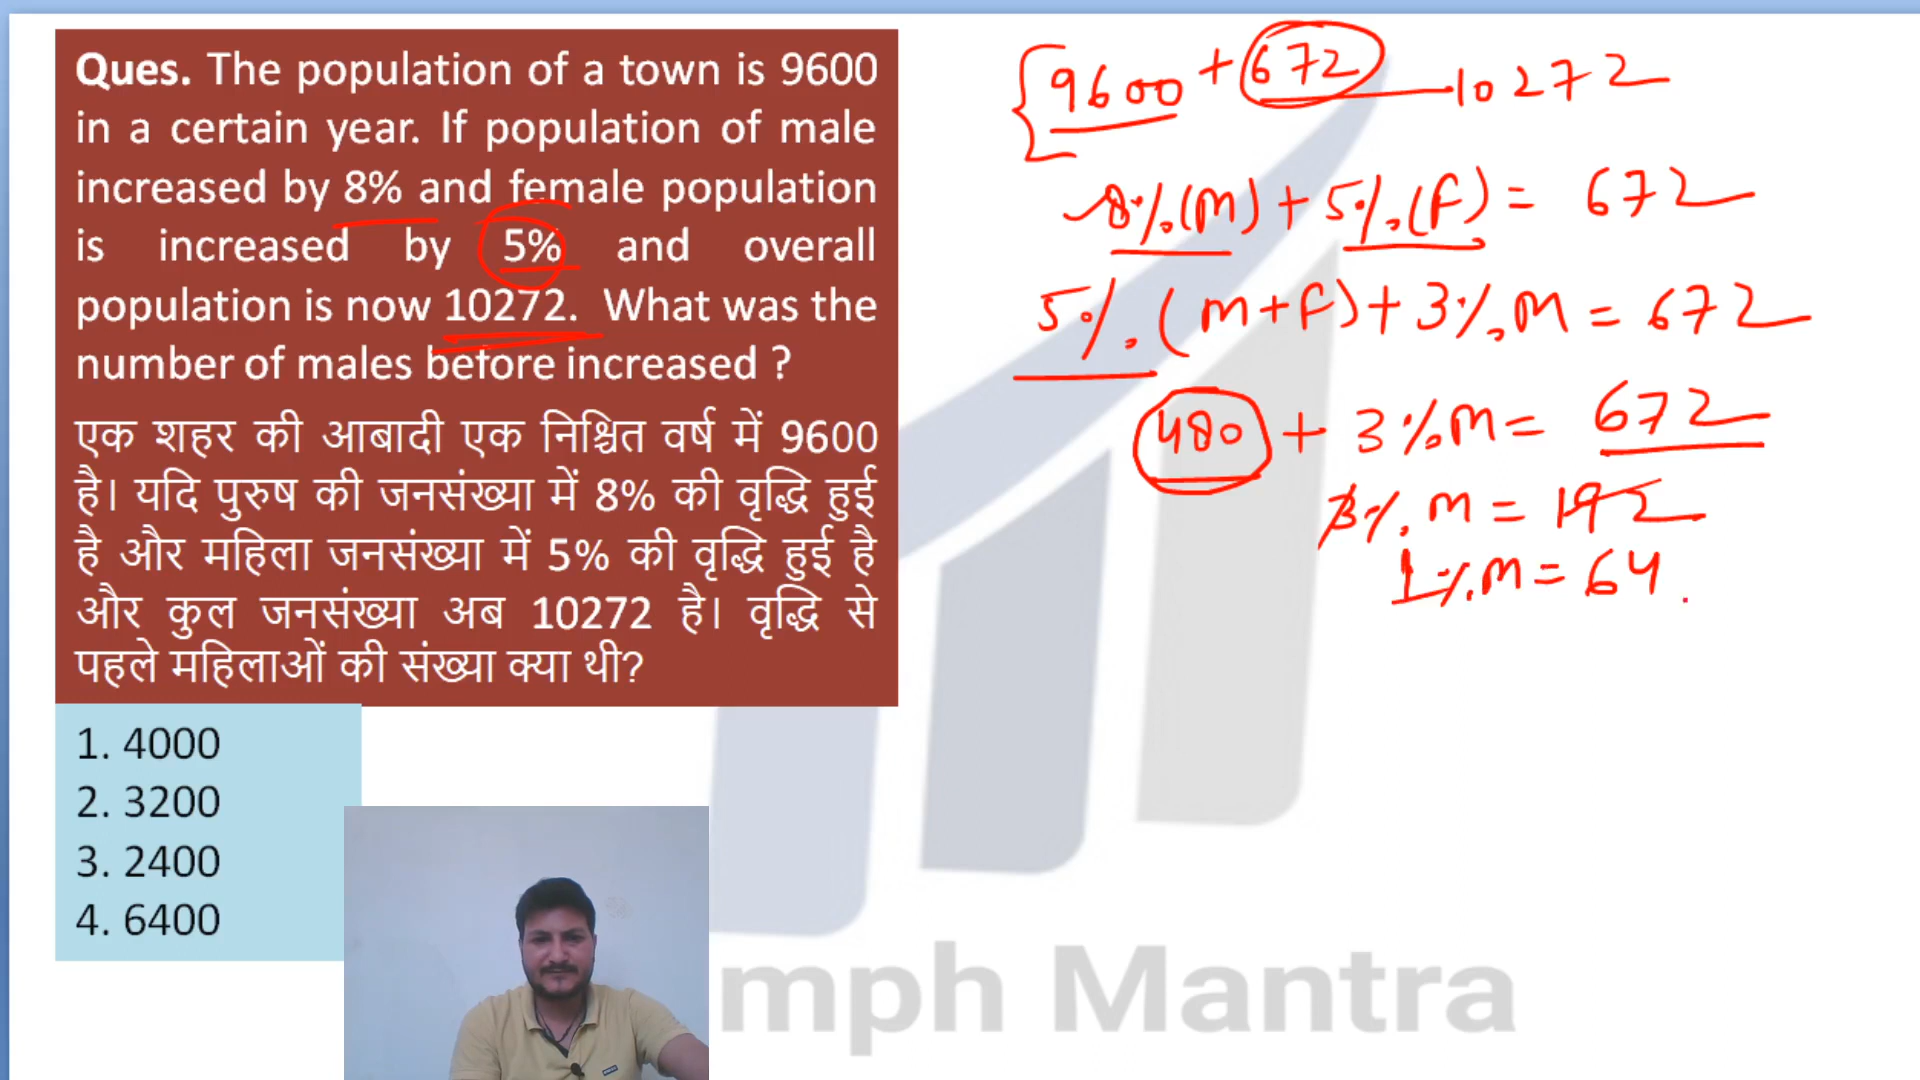 Ques. The population of a town is 9600
in a certain year. If population of male
increased by 8% and female population
is increased by 5% and overall
population is now 10272. What was the
number of males before increased ?
एक शहर की आबादी एक निश्चित वर्ष में 9600
है। यदि पुरुष की जनसंख्या में 8% की वृद्धि हुई
है और महिला जनसंख्या में 5% की वृद्धि हुई है
और कुल जनसंख्या अब 10272 है। वृद्धि से
पहले महिलाओं की संख्या क्या थी?
1. 4000
2. 3200
3. 2400
4. 6400
9600 + 672 10272
8%(m) + 5%(f) = 672
5%(m+f) + 3%m = 672
480 + 3%m = 672
3%m = 192
1%m = 64
mph Mantra